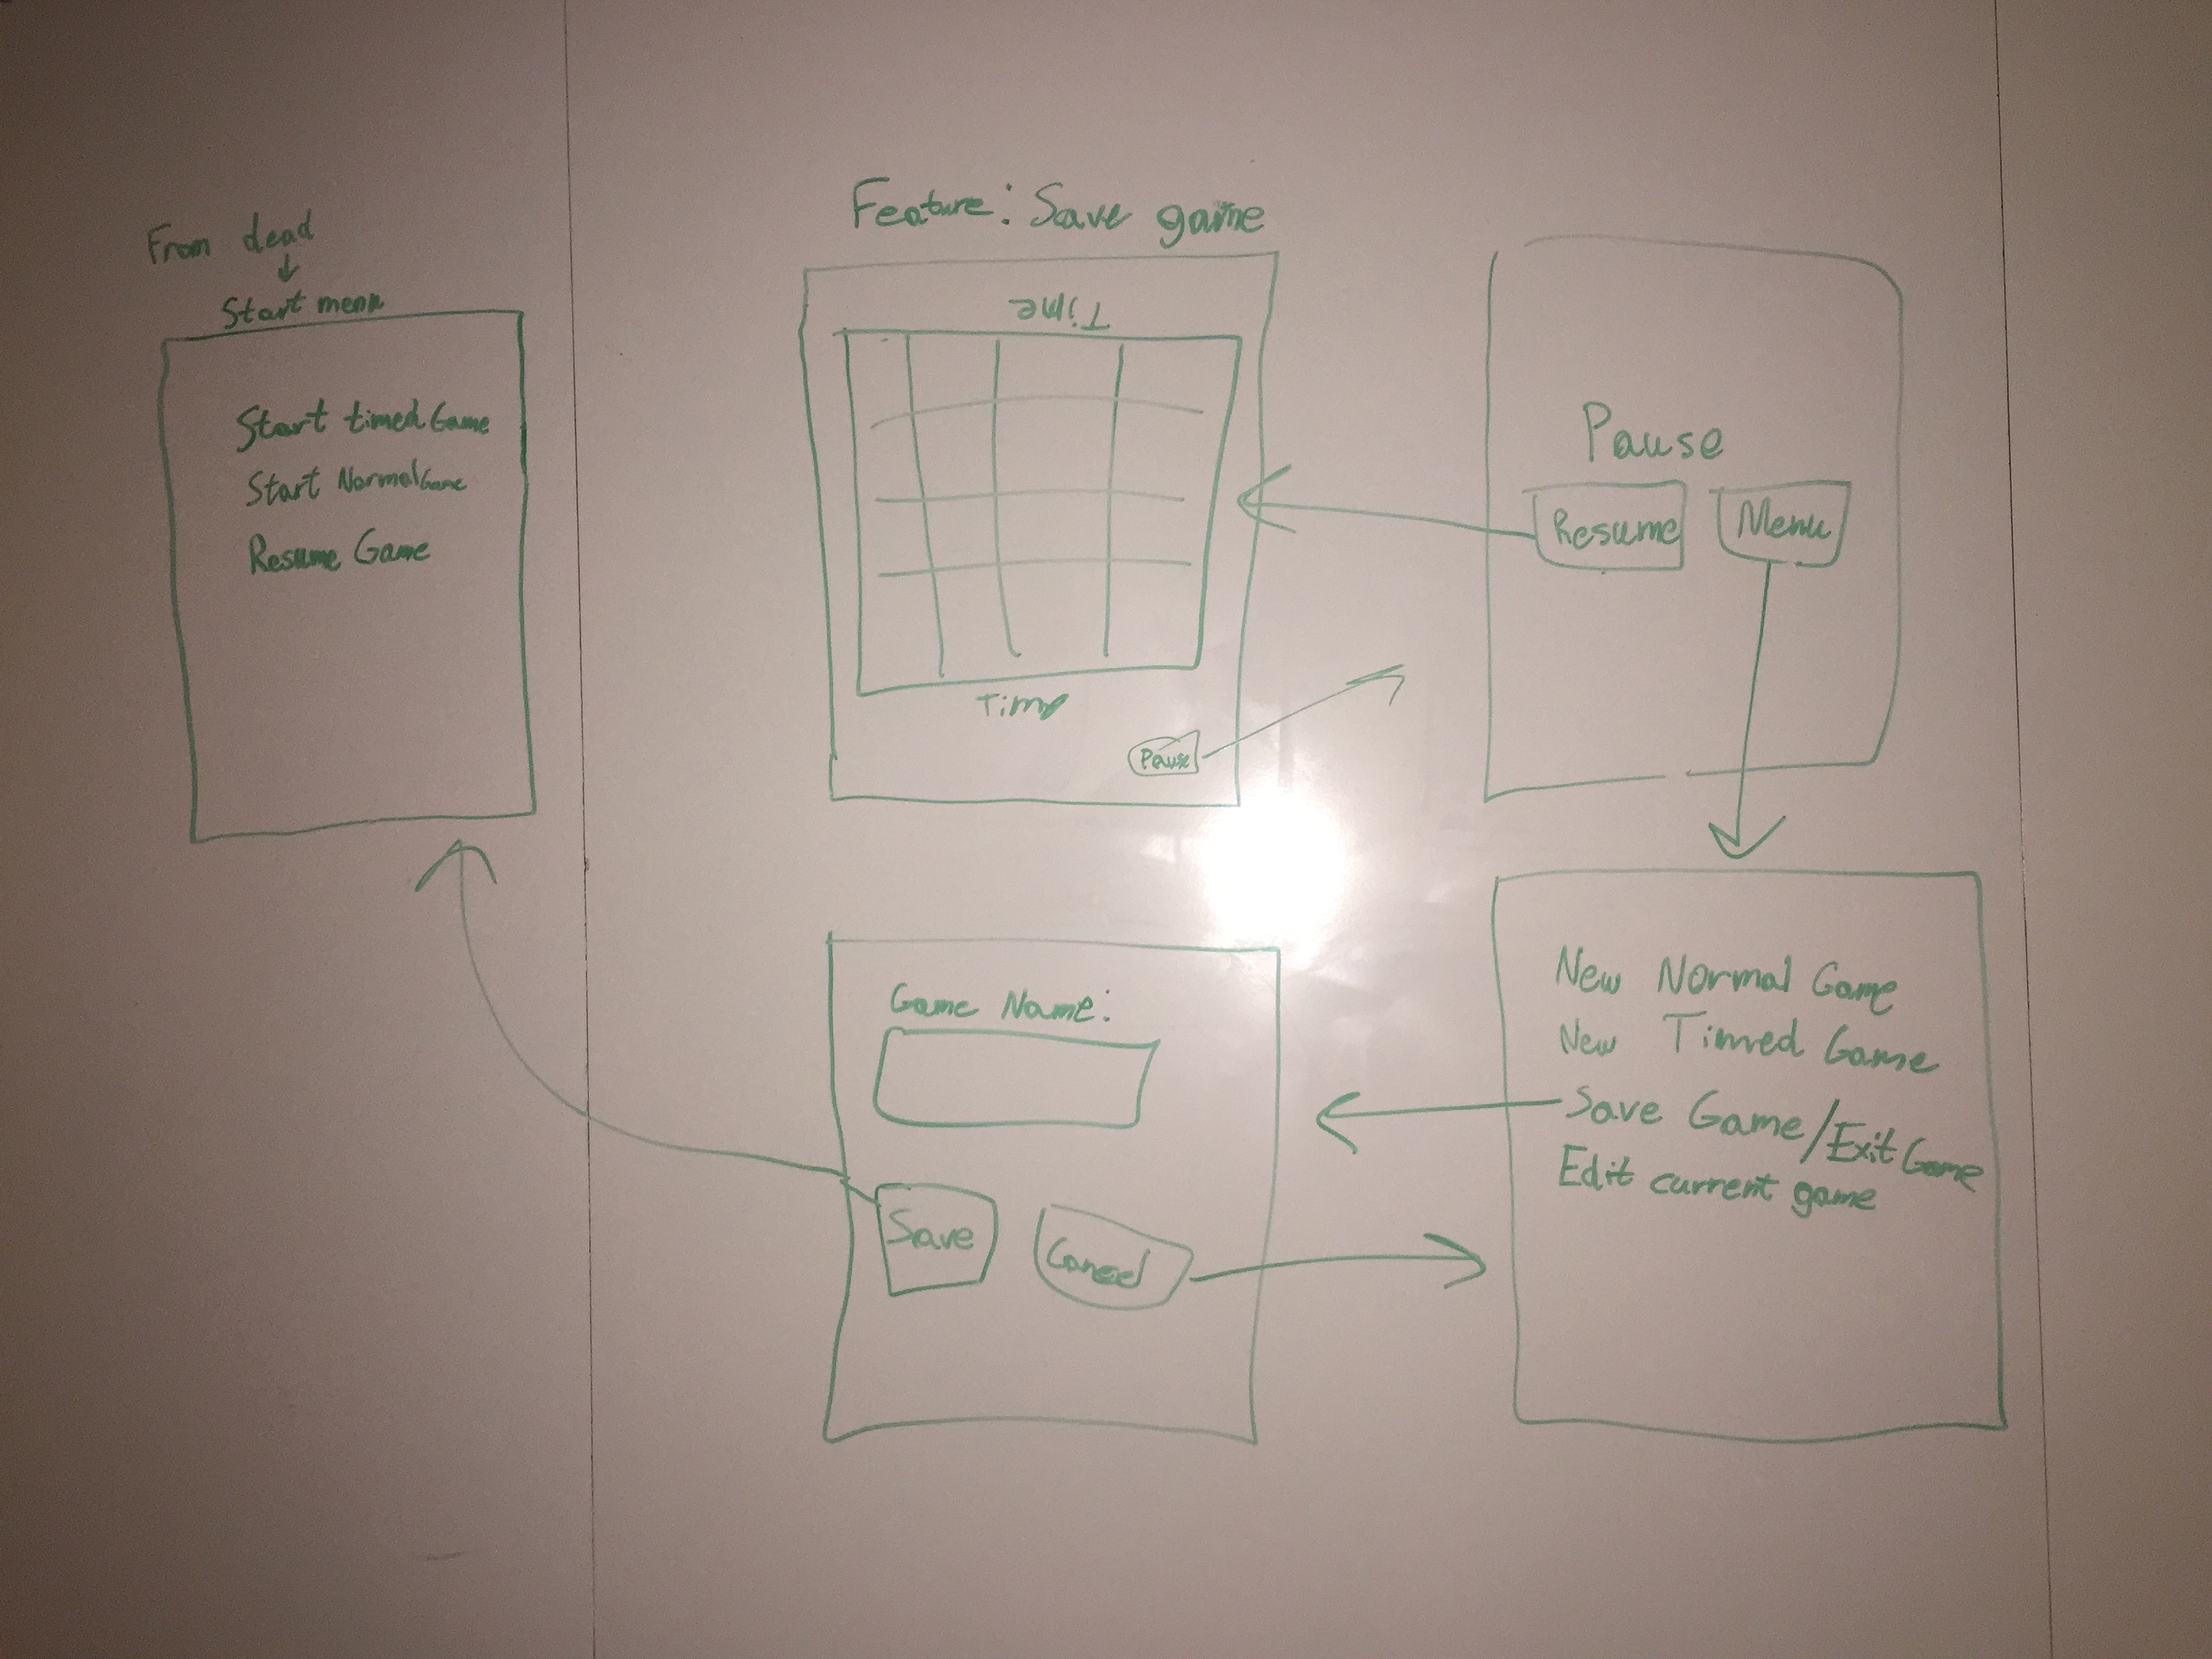 From dead
Start menu
Start timed Game
Start Normal Game
Resume Game
Feature: Save game
Time
Time
Pause
Pause
Resume
Menu
New Normal Game
New Timed Game
Save Game/Exit Game
Edit current game
Game Name:
Save
Cancel